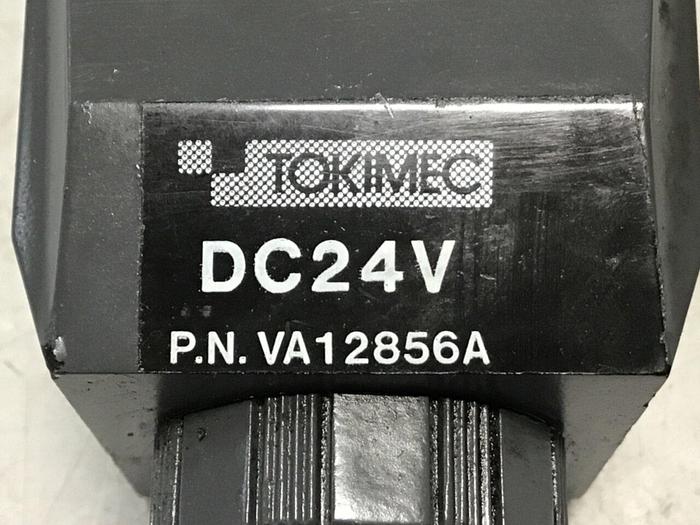 TOKIMEC
DC24V
P.N. VA12856A